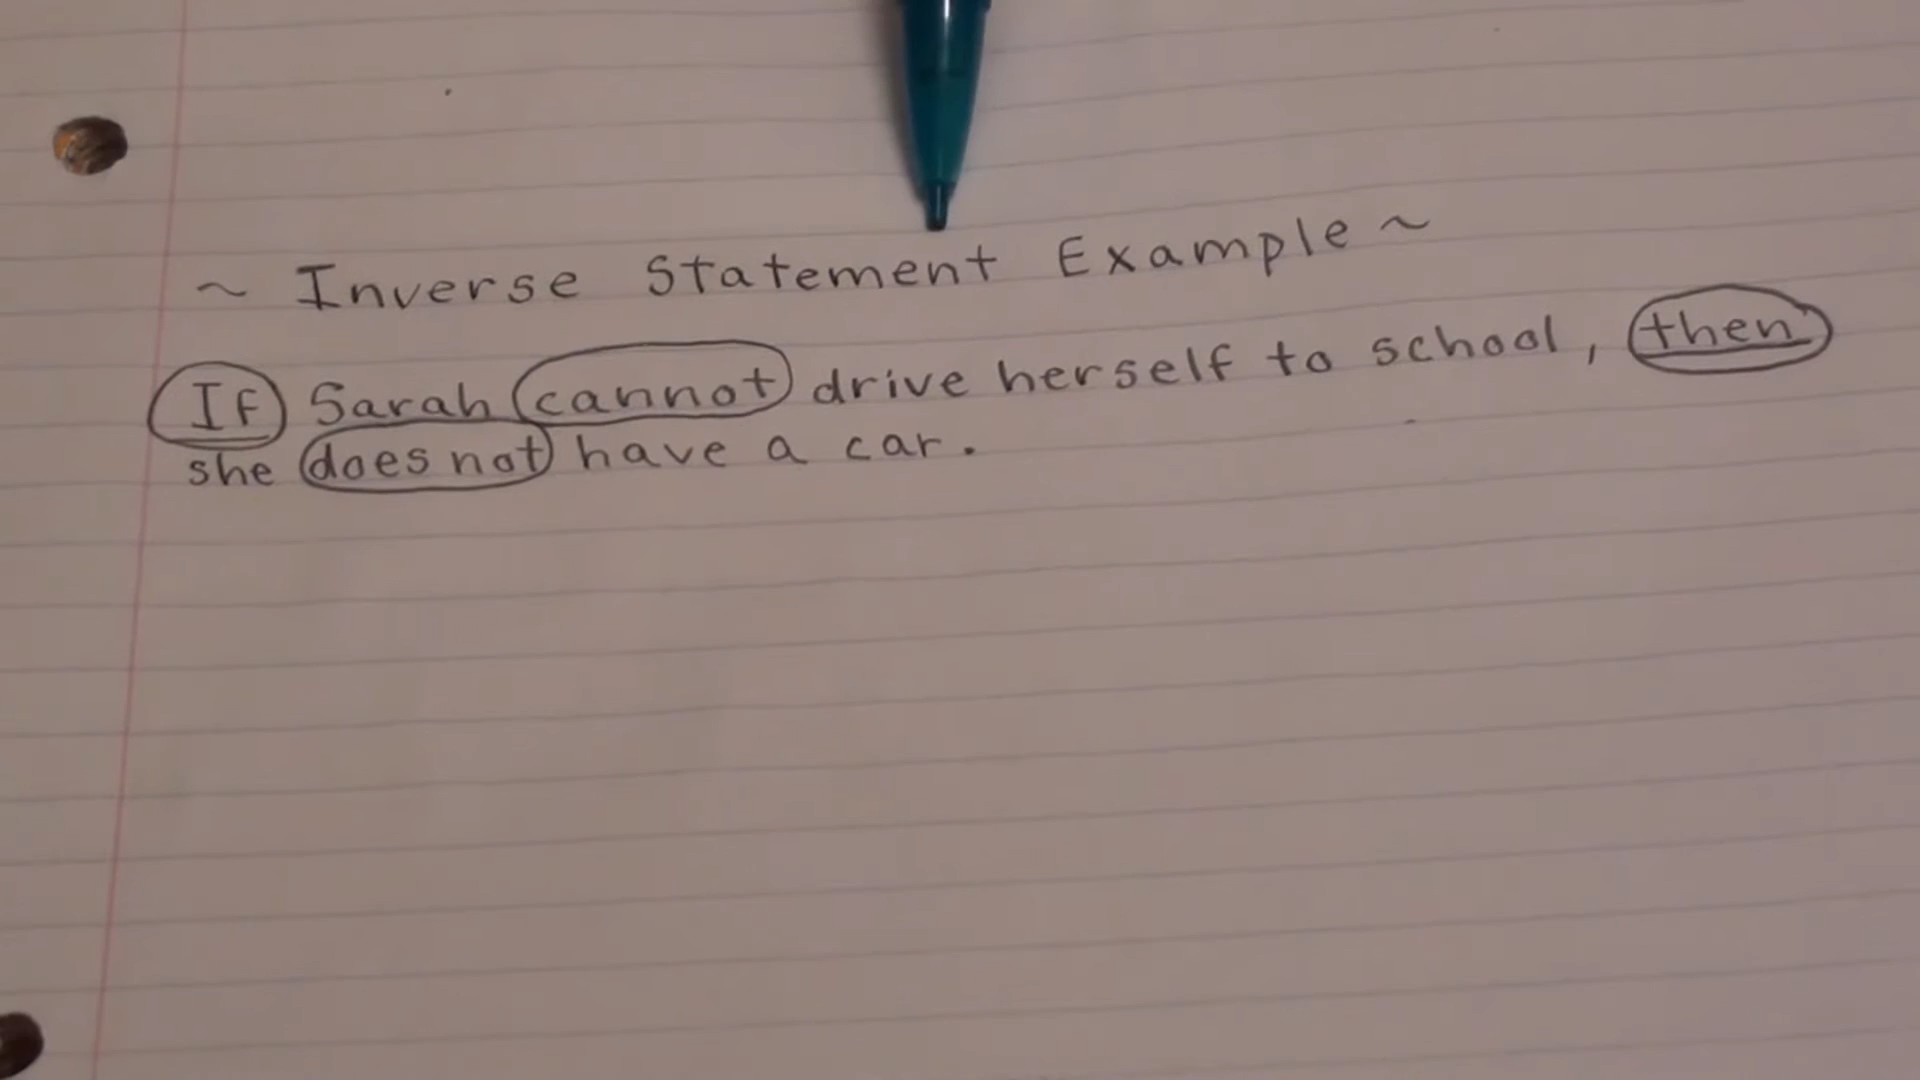 ~ Inverse Statement Example ~
If Sarah cannot drive herself to school, then
she does not have a car.